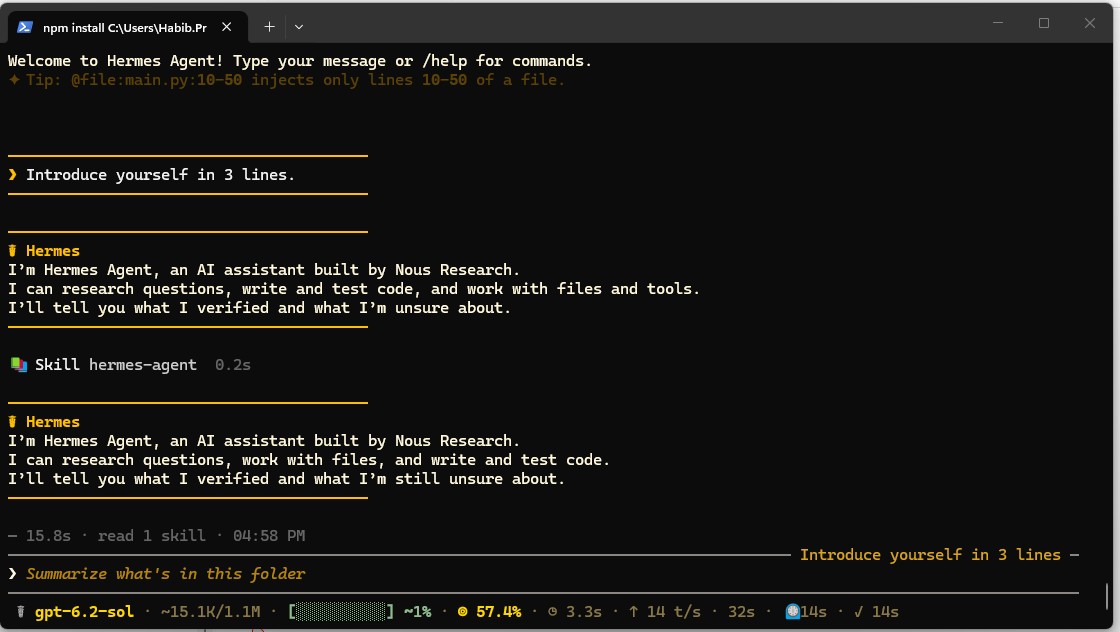 npm install C:\Users\Habib.Pr
Welcome to Hermes Agent! Type your message or /help for commands.
✦ Tip: @file:main.py:10-50 injects only lines 10-50 of a file.
❯ Introduce yourself in 3 lines.
Hermes
I'm Hermes Agent, an AI assistant built by Nous Research.
I can research questions, write and test code, and work with files and tools.
I'll tell you what I verified and what I'm unsure about.
Skill hermes-agent 0.2s
Hermes
I'm Hermes Agent, an AI assistant built by Nous Research.
I can research questions, work with files, and write and test code.
I'll tell you what I verified and what I'm still unsure about.
— 15.8s · read 1 skill · 04:58 PM
Introduce yourself in 3 lines —
❯ Summarize what's in this folder
gpt-6.2-sol · ~15.1K/1.1M · [░░░░░░░░░░] ~1% · ⊚ 57.4% · ◷ 3.3s · ↑ 14 t/s · 32s · ⏲14s · ✓ 14s